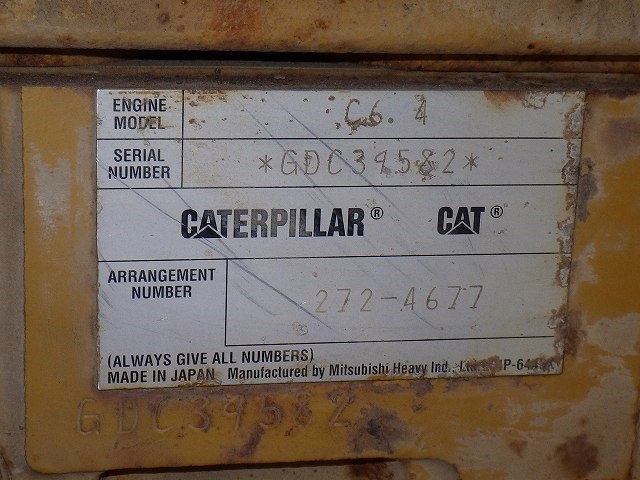 ENGINE MODEL C6.4
SERIAL NUMBER *GDC39582*
CATERPILLAR® CAT®
ARRANGEMENT NUMBER 272-4677
(ALWAYS GIVE ALL NUMBERS)
MADE IN JAPAN Manufactured by Mitsubishi Heavy Ind.,
GDC39582